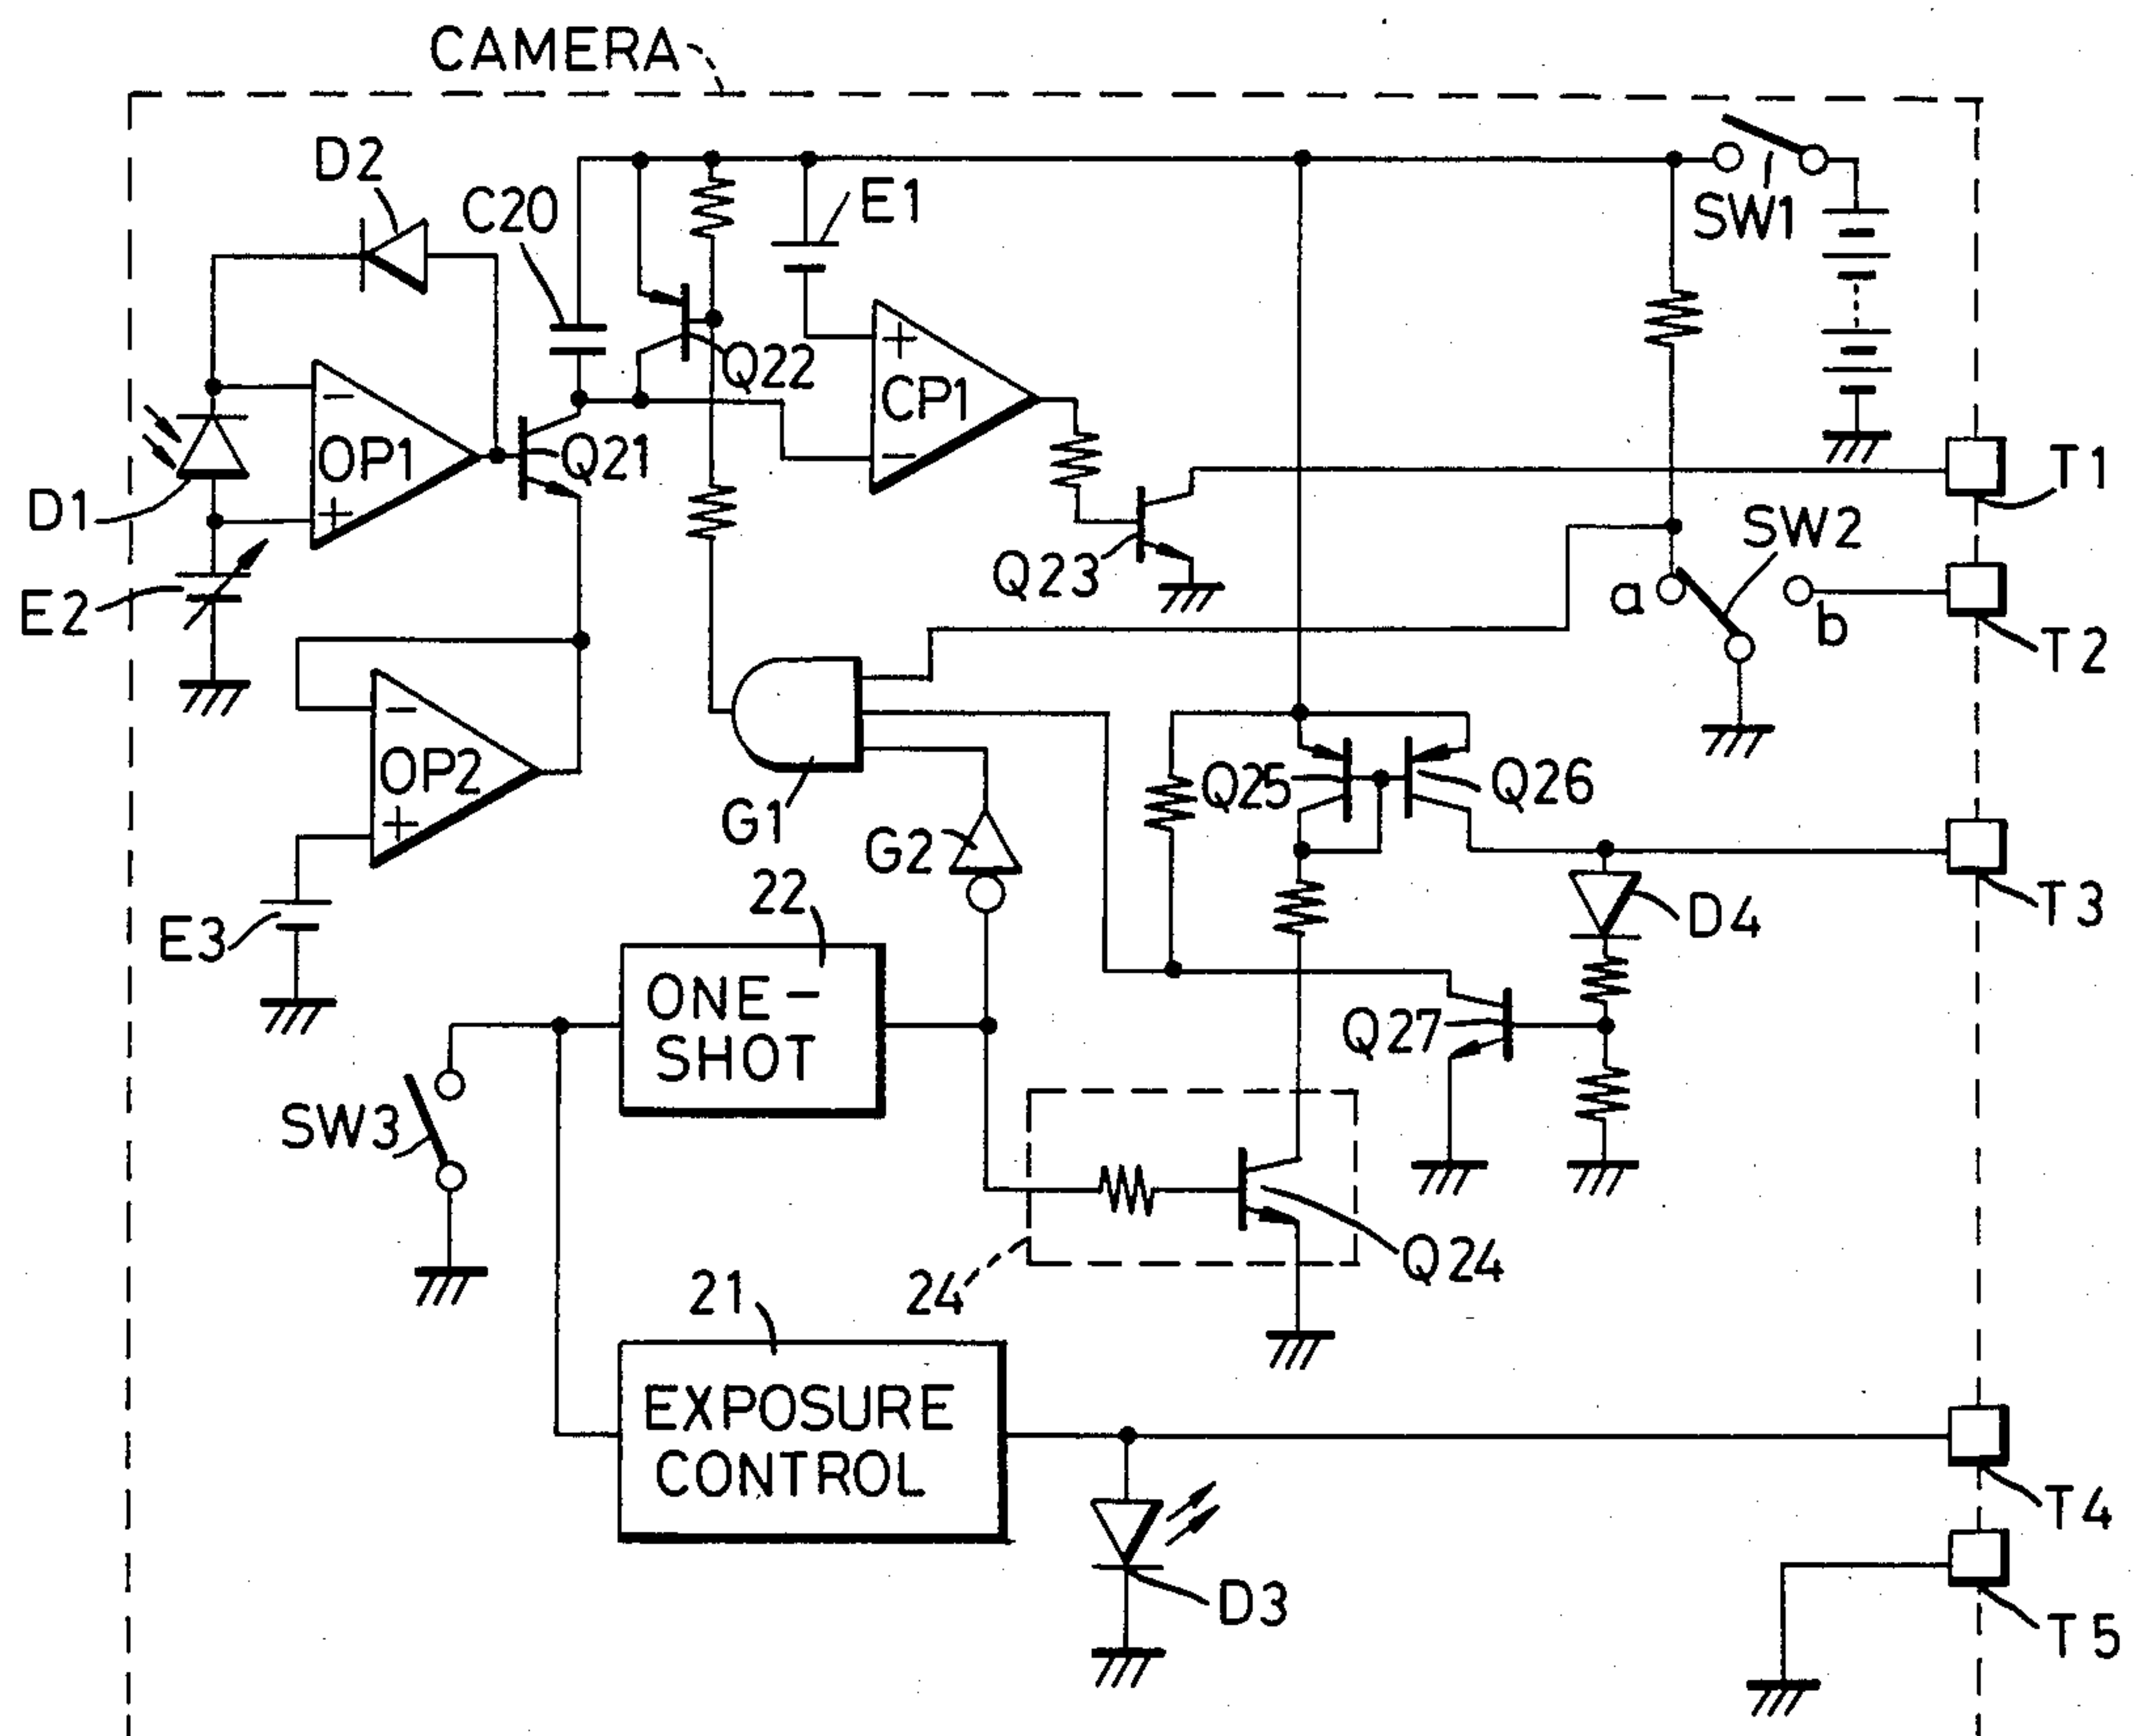 CAMERA
D2
C20
E1
SW1
Q22
CP1
OP1
Q21
T1
D1
SW2
Q23
a
b
E2
T2
OP2
Q25
Q26
G1
G2
22
T3
D4
E3
ONE-
SHOT
Q27
SW3
24
Q24
21
EXPOSURE
CONTROL
T4
D3
T5